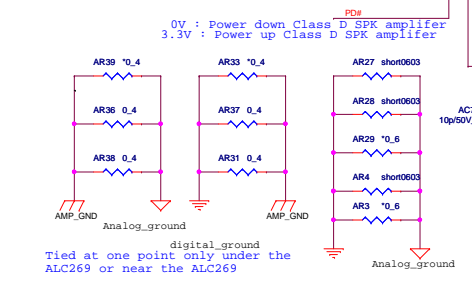 PD#
0V : Power down Class D SPK amplifer
3.3V : Power up Class D SPK amplifer
AR39 *0_4
AR33 *0_4
AR27 short0603
AR36 0_4
AR37 0_4
AR28 short0603
10p/50V
AR29 *0_6
AR38 0_4
AR31 0_4
AR4 short0603
AR3 *0_6
AMP_GND
AMP_GND
Analog_ground
digital_ground
Analog_ground
Tied at one point only under the
ALC269 or near the ALC269